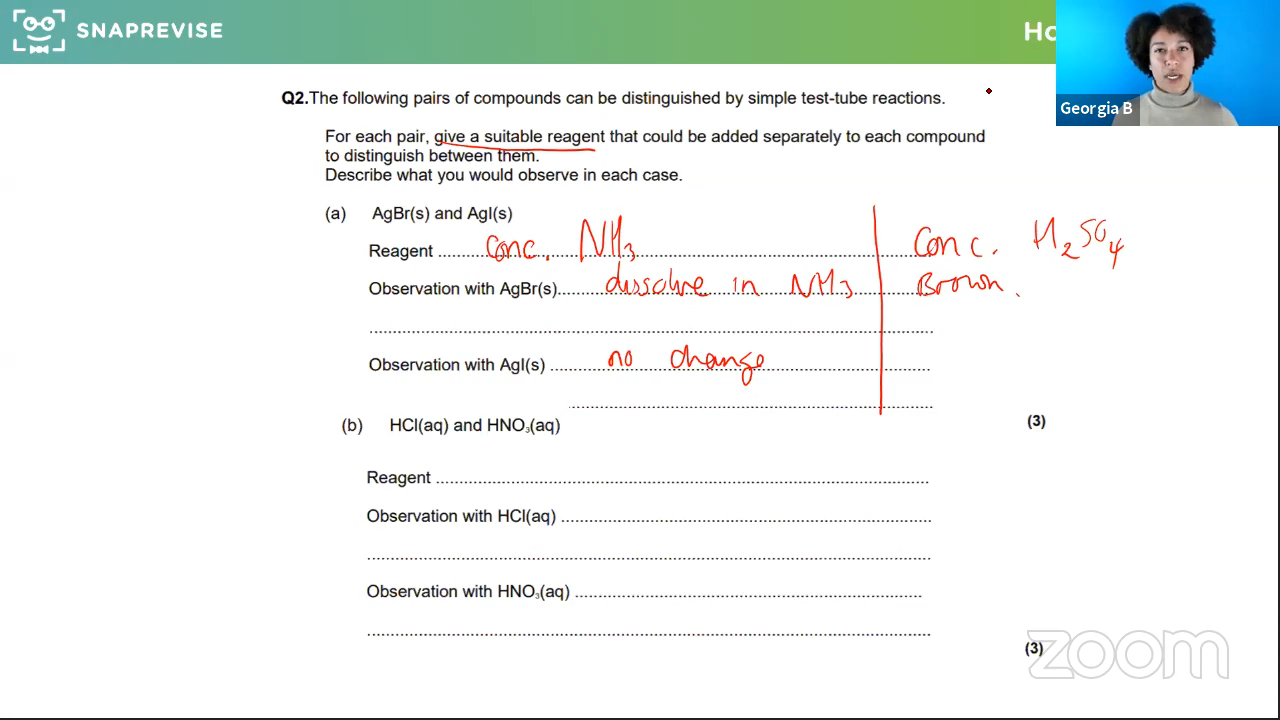 SNAPREVISE
Ho
Georgia B
Q2.The following pairs of compounds can be distinguished by simple test-tube reactions.
For each pair, give a suitable reagent that could be added separately to each compound
to distinguish between them.
Describe what you would observe in each case.
(a) AgBr(s) and AgI(s)
Reagent conc. NH3 conc. H2SO4
Observation with AgBr(s) dissolve in NH3 Brown.
Observation with AgI(s) no change
(3)
(b) HCl(aq) and HNO3(aq)
Reagent
Observation with HCl(aq)
Observation with HNO3(aq)
(3)
zoom